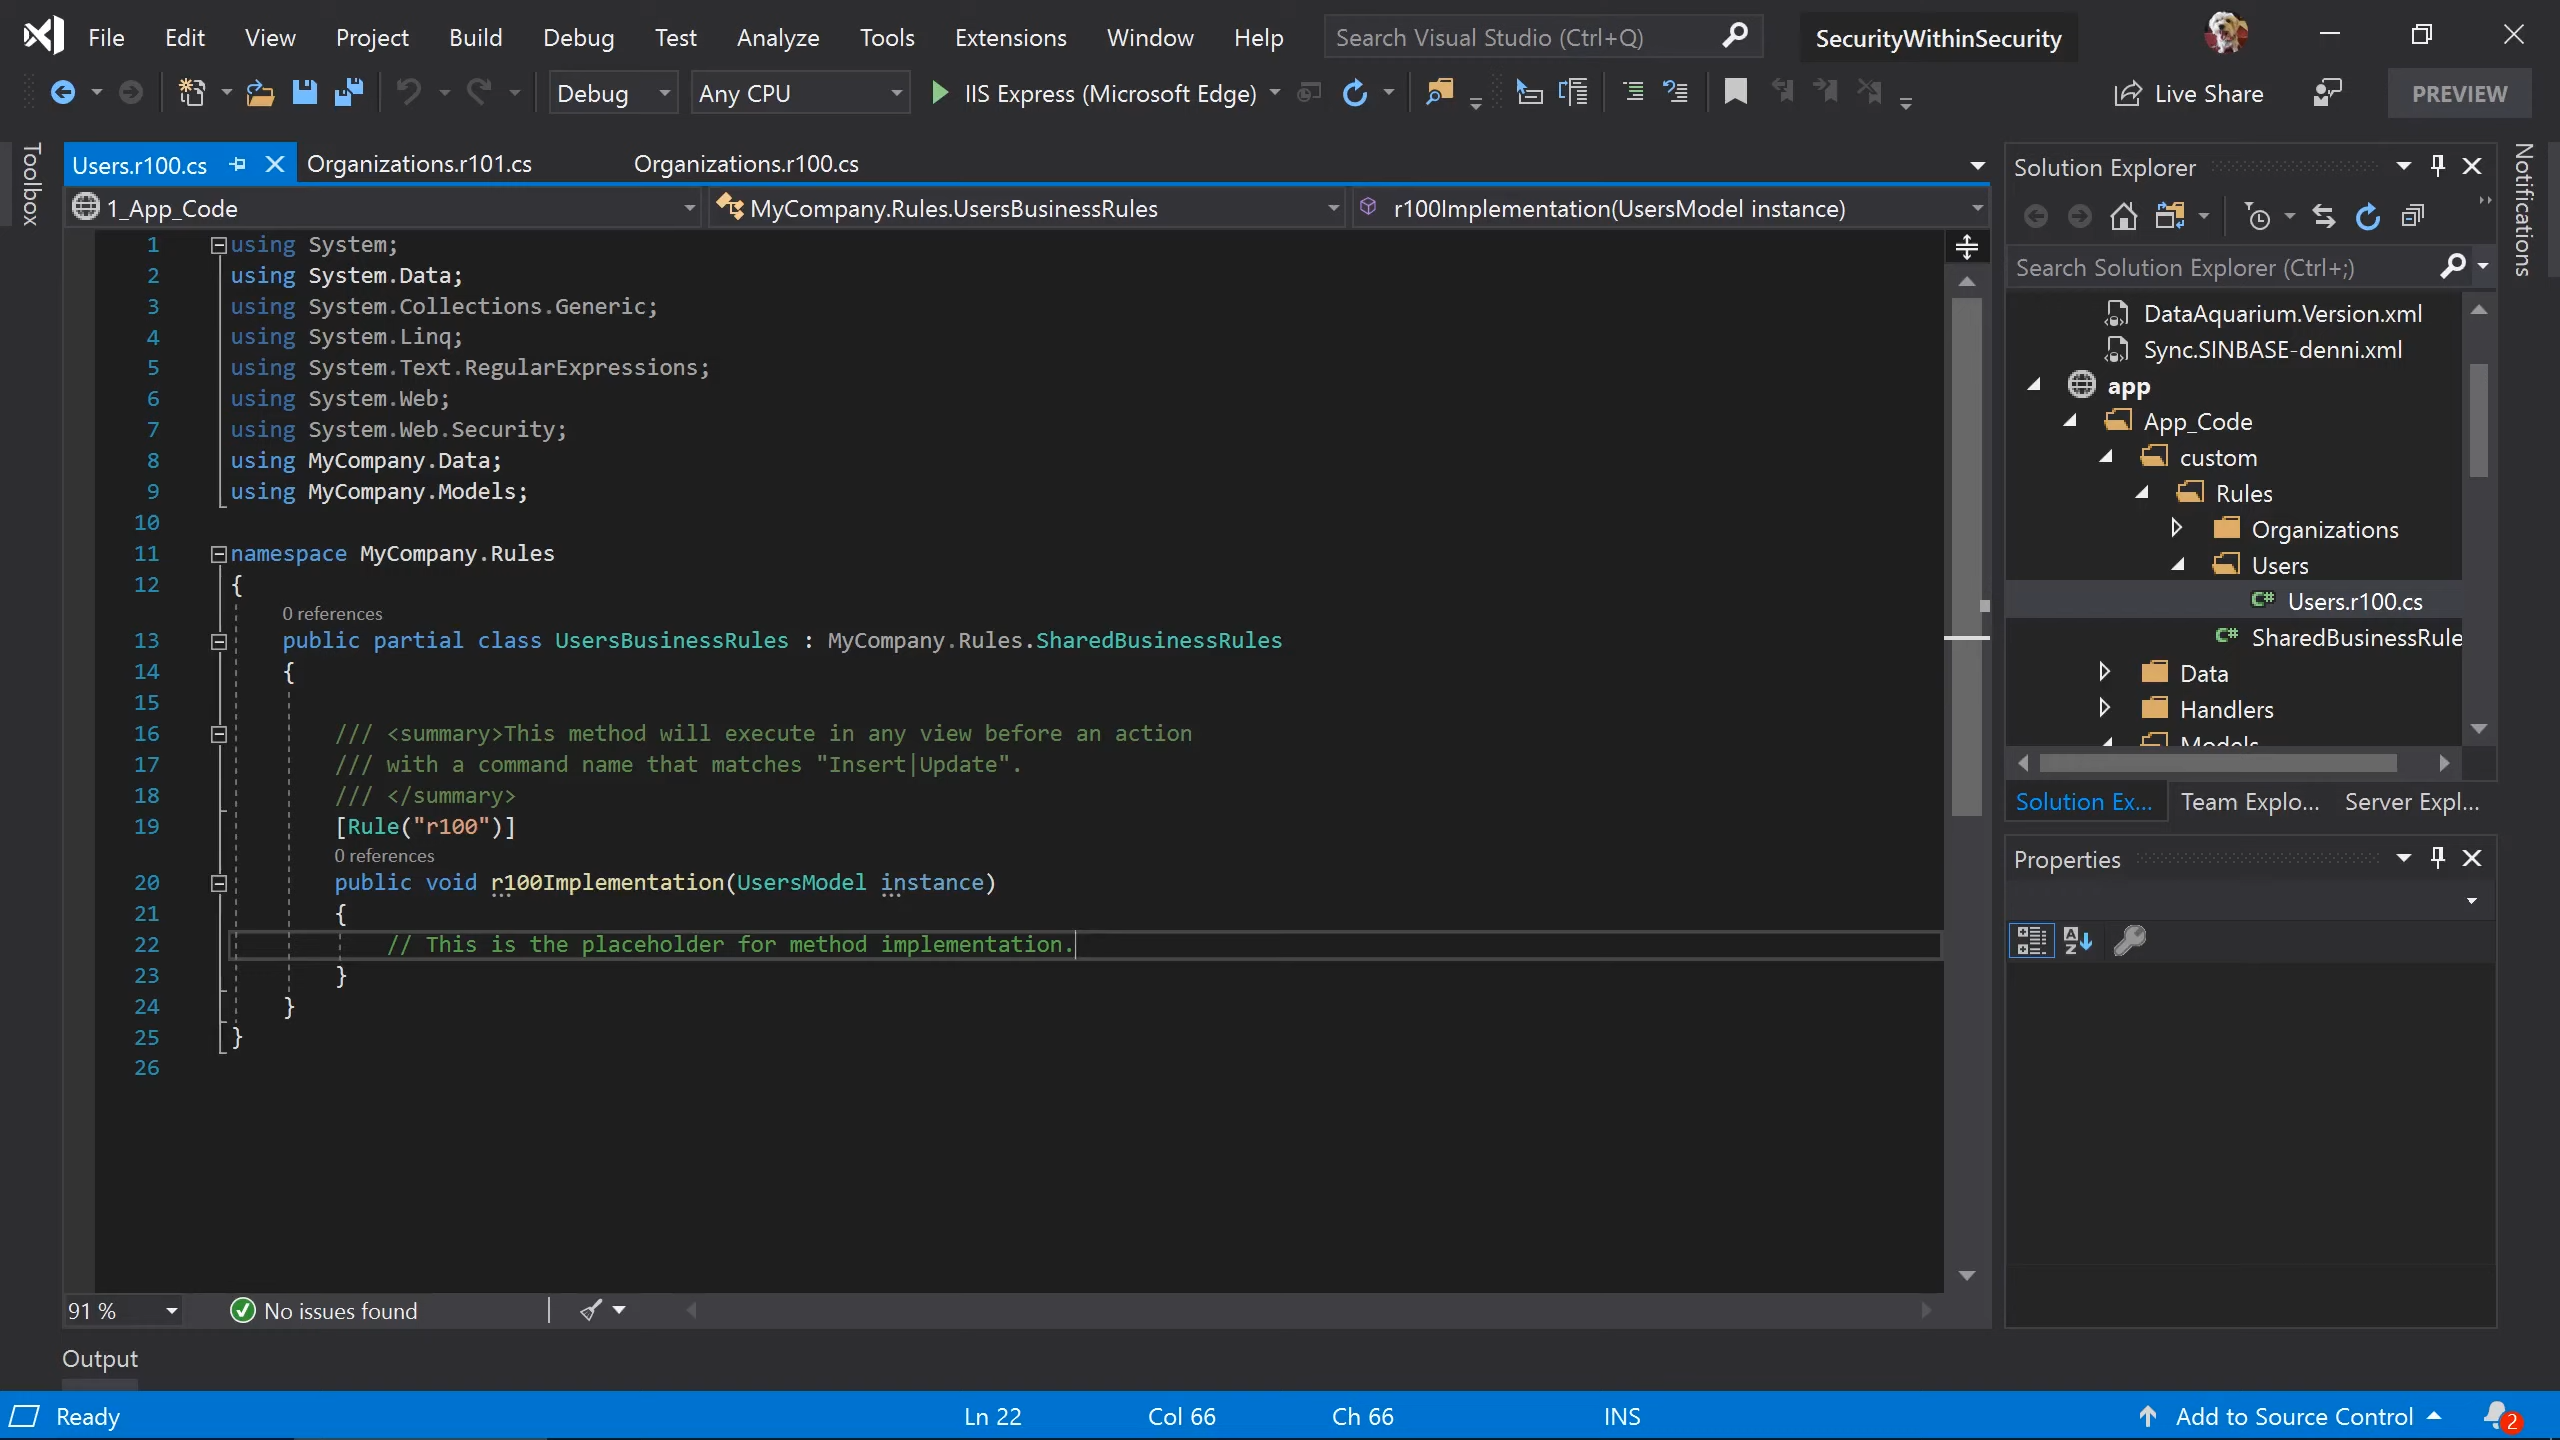 File Edit View Project Build Debug Test Analyze Tools Extensions Window Help Search Visual Studio (Ctrl+Q) SecurityWithinSecurity
Debug Any CPU IIS Express (Microsoft Edge) Live Share PREVIEW
Toolbox
Users.r100.cs Organizations.r101.cs Organizations.r100.cs
1_App_Code MyCompany.Rules.UsersBusinessRules r100Implementation(UsersModel instance)
1 using System;
2 using System.Data;
3 using System.Collections.Generic;
4 using System.Linq;
5 using System.Text.RegularExpressions;
6 using System.Web;
7 using System.Web.Security;
8 using MyCompany.Data;
9 using MyCompany.Models;
10
11 namespace MyCompany.Rules
12 {
0 references
13 public partial class UsersBusinessRules : MyCompany.Rules.SharedBusinessRules
14 {
15
16 /// <summary>This method will execute in any view before an action
17 /// with a command name that matches "Insert|Update".
18 /// </summary>
19 [Rule("r100")]
0 references
20 public void r100Implementation(UsersModel instance)
21 {
22 // This is the placeholder for method implementation.
23 }
24 }
25 }
26
91 % No issues found
Output
Solution Explorer
Search Solution Explorer (Ctrl+;)
DataAquarium.Version.xml
Sync.SINBASE-denni.xml
app
App_Code
custom
Rules
Organizations
Users
C# Users.r100.cs
C# SharedBusinessRule
Data
Handlers
Models
Solution Ex... Team Explo... Server Expl...
Properties
Notifications
Ready Ln 22 Col 66 Ch 66 INS Add to Source Control 2